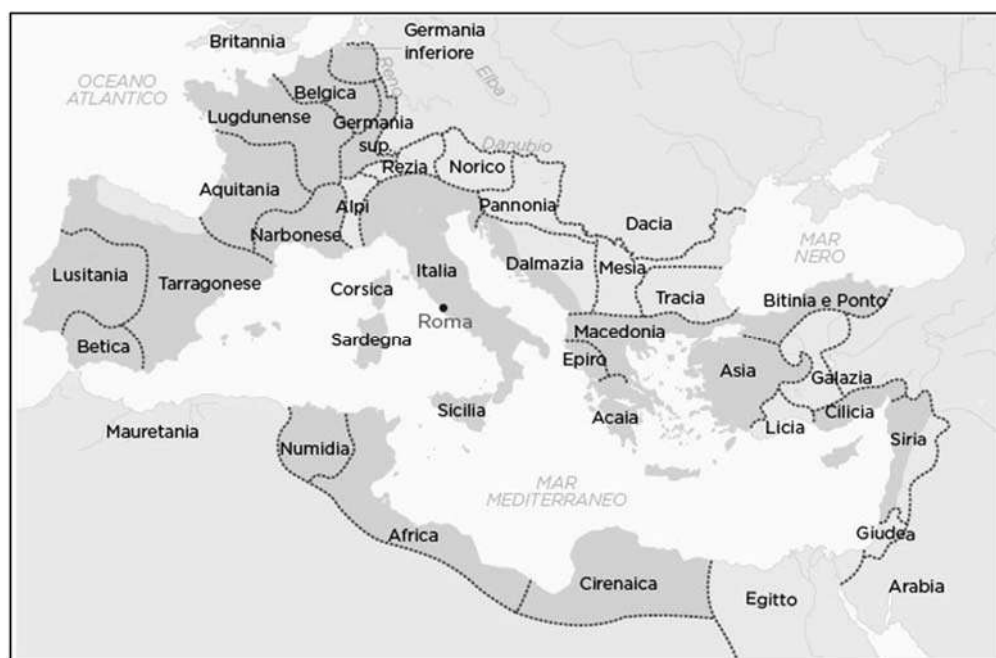 Britannia
Germania
inferiore
OCEANO
ATLANTICO
Reno
Elba
Belgica
Lugdunense
Germania
sup.
Danubio
Rezia
Norico
Aquitania
Alpi
Pannonia
Narbonese
Dacia
MAR
NERO
Lusitania
Tarragonese
Italia
Dalmazia
Mesia
Corsica
Tracia
Bitinia e Ponto
Roma
Sardegna
Macedonia
Betica
Epiro
Asia
Galazia
Sicilia
Acaia
Cilicia
Licia
Siria
Mauretania
Numidia
MAR
MEDITERRANEO
Africa
Giudea
Cirenaica
Egitto
Arabia